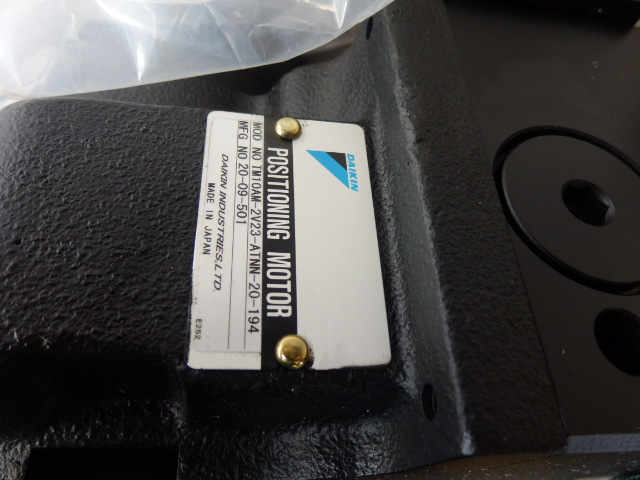 DAIKIN
POSITIONING MOTOR
MOD NO TM10AM-2V23-ATNN-20-194
MFG NO 20-09-501
DAIKIN INDUSTRIES, LTD.
MADE IN JAPAN
E252